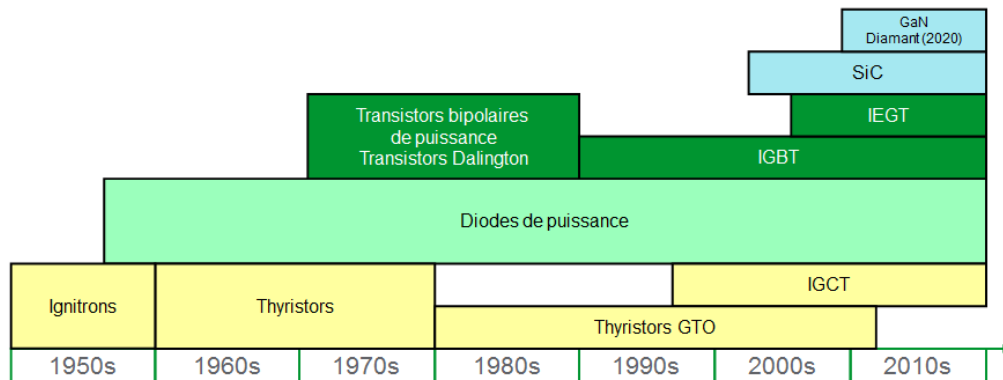 GaN
Diamant (2020)
SiC
Transistors bipolaires
de puissance
Transistors Dalington
IEGT
IGBT
Diodes de puissance
Ignitrons
Thyristors
IGCT
Thyristors GTO
1950s
1960s
1970s
1980s
1990s
2000s
2010s